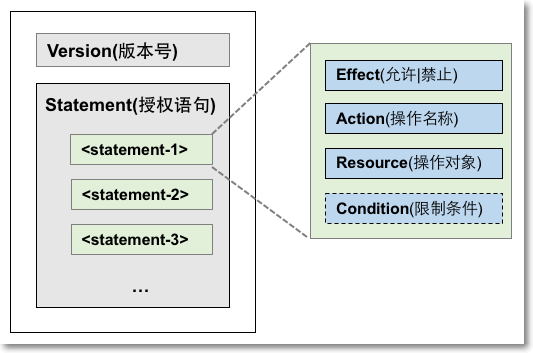 Version(版本号)
Statement(授权语句)
<statement-1>
<statement-2>
<statement-3>
...
Effect(允许|禁止)
Action(操作名称)
Resource(操作对象)
Condition(限制条件)